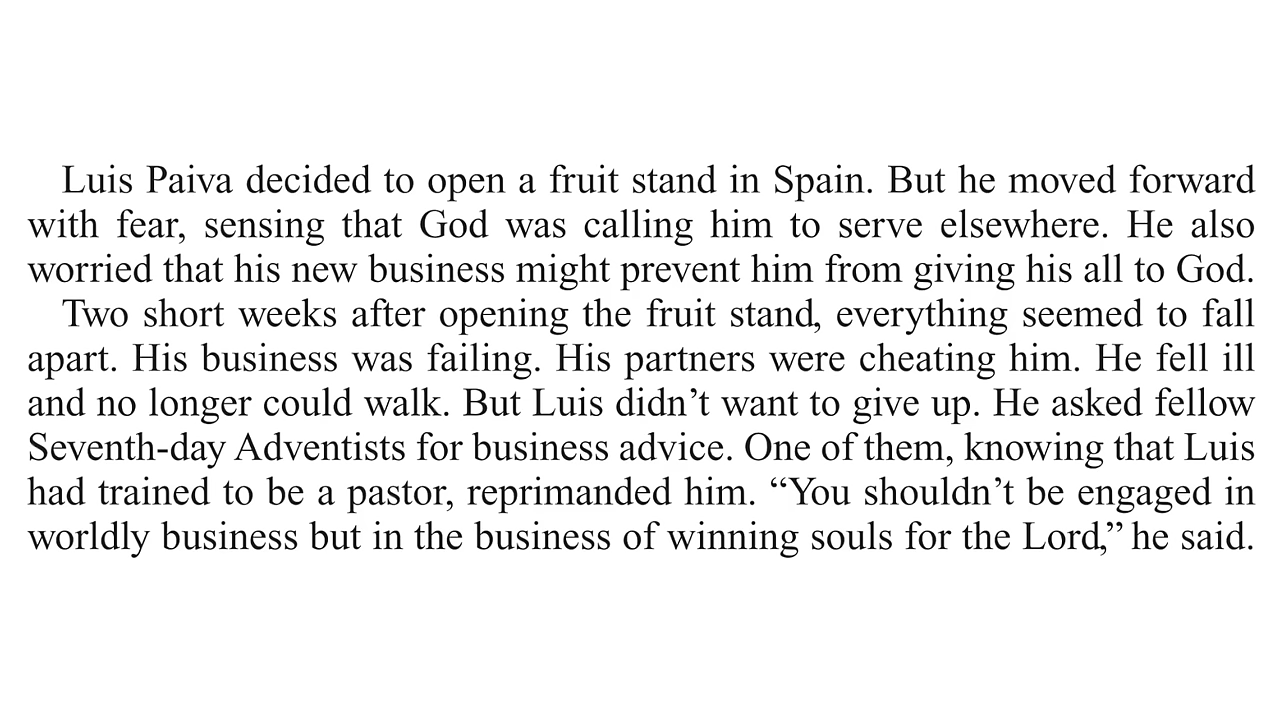 Luis Paiva decided to open a fruit stand in Spain. But he moved forward
with fear, sensing that God was calling him to serve elsewhere. He also
worried that his new business might prevent him from giving his all to God.
Two short weeks after opening the fruit stand, everything seemed to fall
apart. His business was failing. His partners were cheating him. He fell ill
and no longer could walk. But Luis didn’t want to give up. He asked fellow
Seventh-day Adventists for business advice. One of them, knowing that Luis
had trained to be a pastor, reprimanded him. “You shouldn’t be engaged in
worldly business but in the business of winning souls for the Lord,” he said.